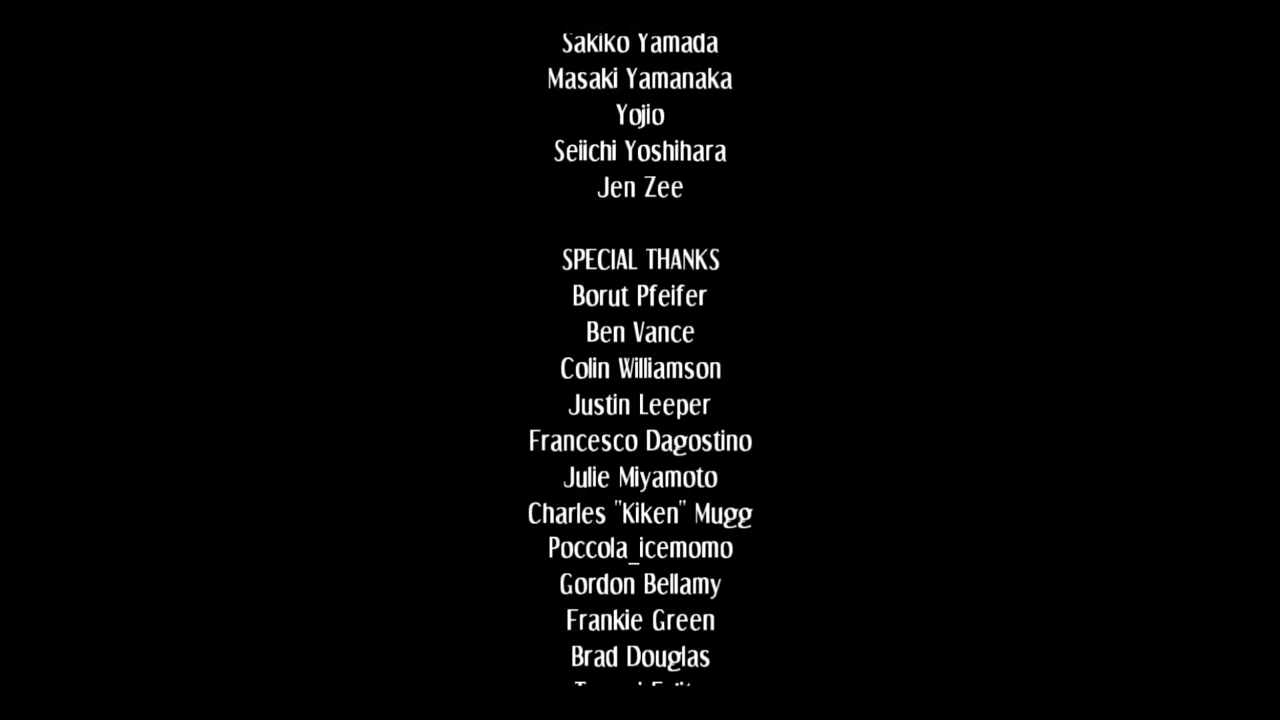 Sakiko Yamada
Masaki Yamanaka
Yojio
Seiichi Yoshihara
Jen Zee
SPECIAL THANKS
Borut Pfeifer
Ben Vance
Colin Williamson
Justin Leeper
Francesco Dagostino
Julie Miyamoto
Charles "Kiken" Mugg
Poccola_icemomo
Gordon Bellamy
Frankie Green
Brad Douglas